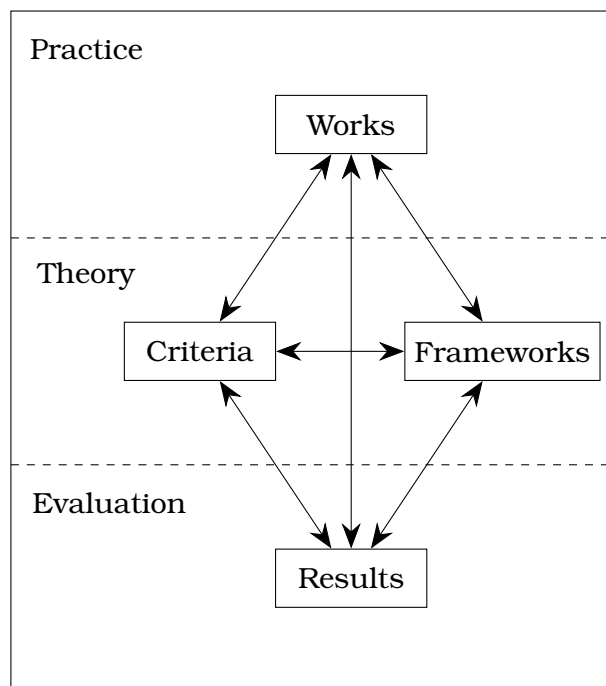 Practice
Works
Theory
Criteria
Frameworks
Evaluation
Results